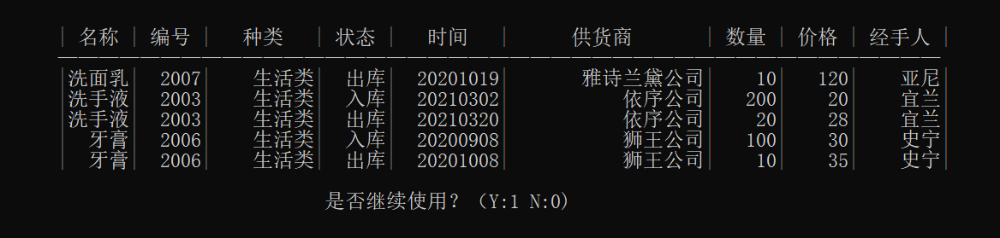 | 名称 | 编号 | 种类 | 状态 | 时间 | 供货商 | 数量 | 价格 | 经手人 |
|洗面乳| 2007| 生活类| 出库| 20201019| 雅诗兰黛公司| 10| 120| 亚尼|
|洗手液| 2003| 生活类| 入库| 20210302| 依序公司| 200| 20| 宜兰|
|洗手液| 2003| 生活类| 出库| 20210320| 依序公司| 20| 28| 宜兰|
| 牙膏| 2006| 生活类| 入库| 20200908| 狮王公司| 100| 30| 史宁|
| 牙膏| 2006| 生活类| 出库| 20201008| 狮王公司| 10| 35| 史宁|
是否继续使用？（Y:1 N:0)